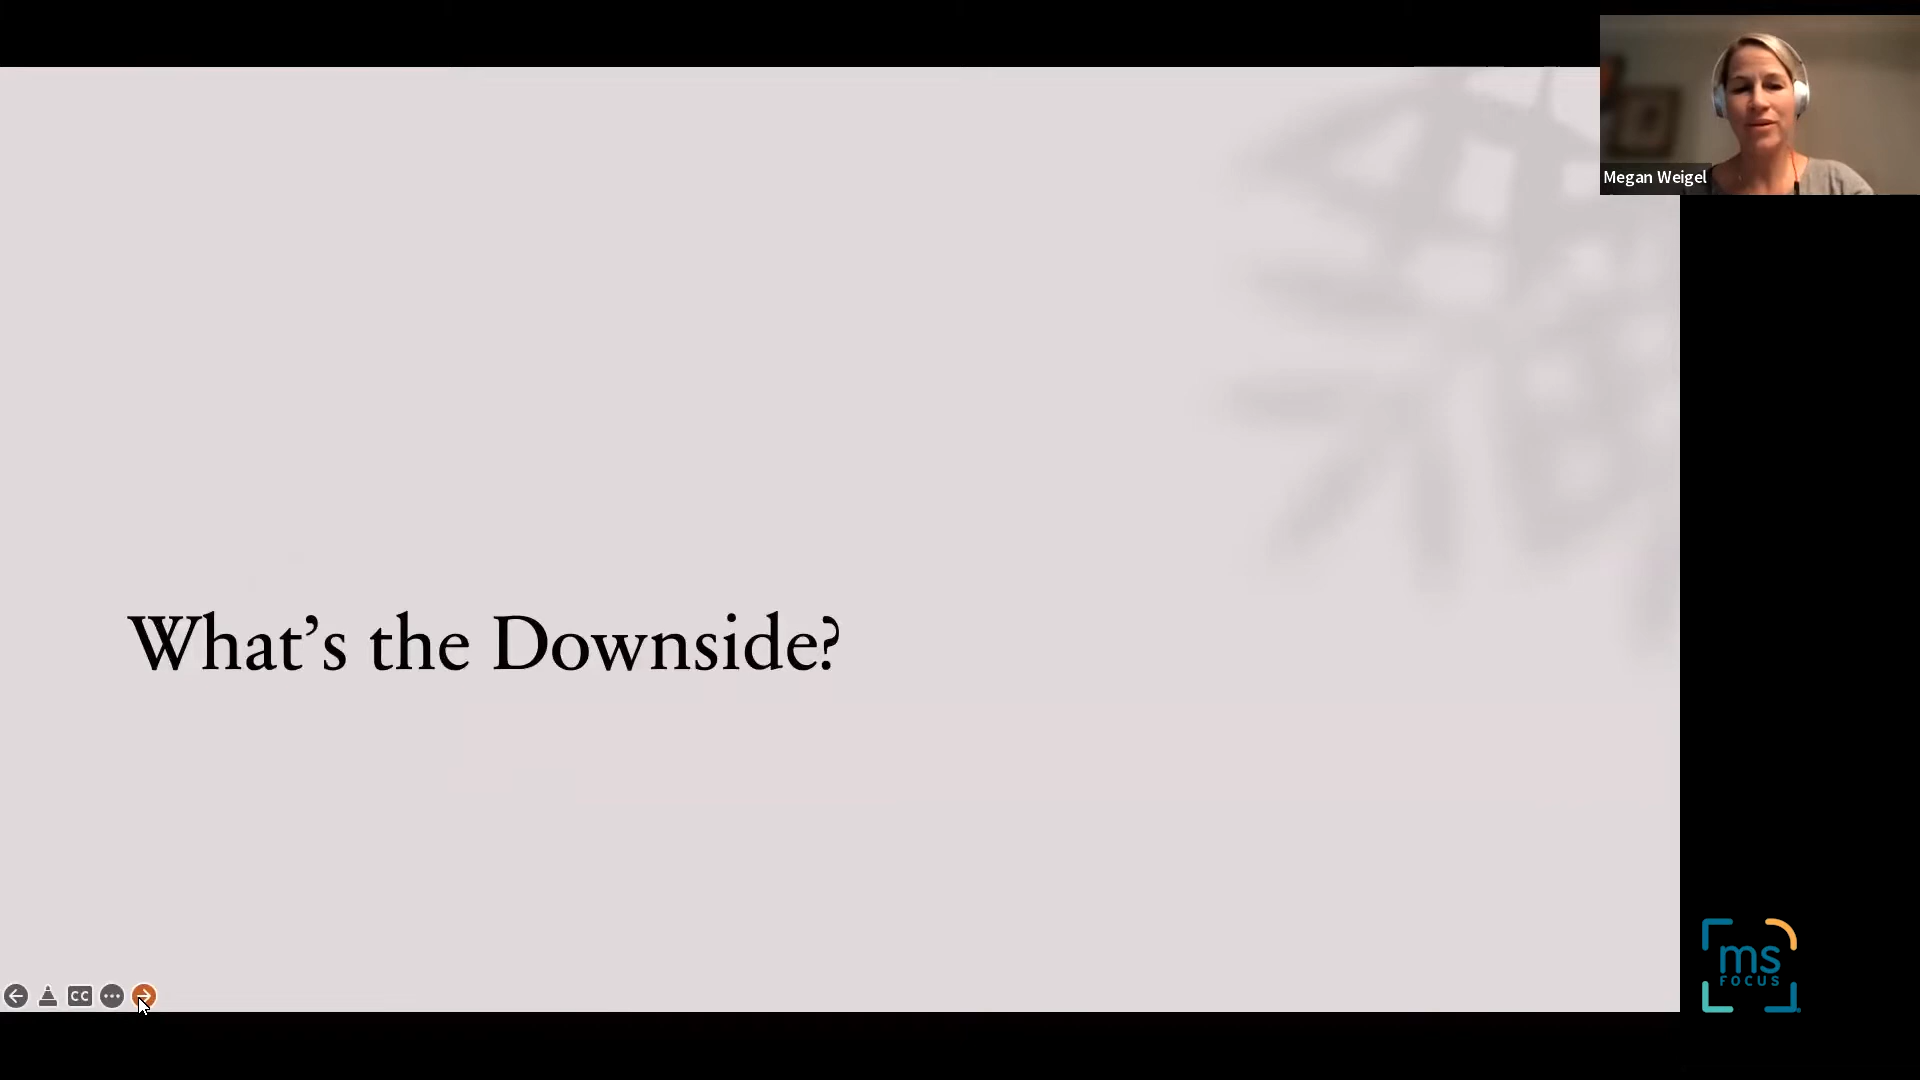 Megan Weigel
What’s the Downside?
CC
ms
FOCUS